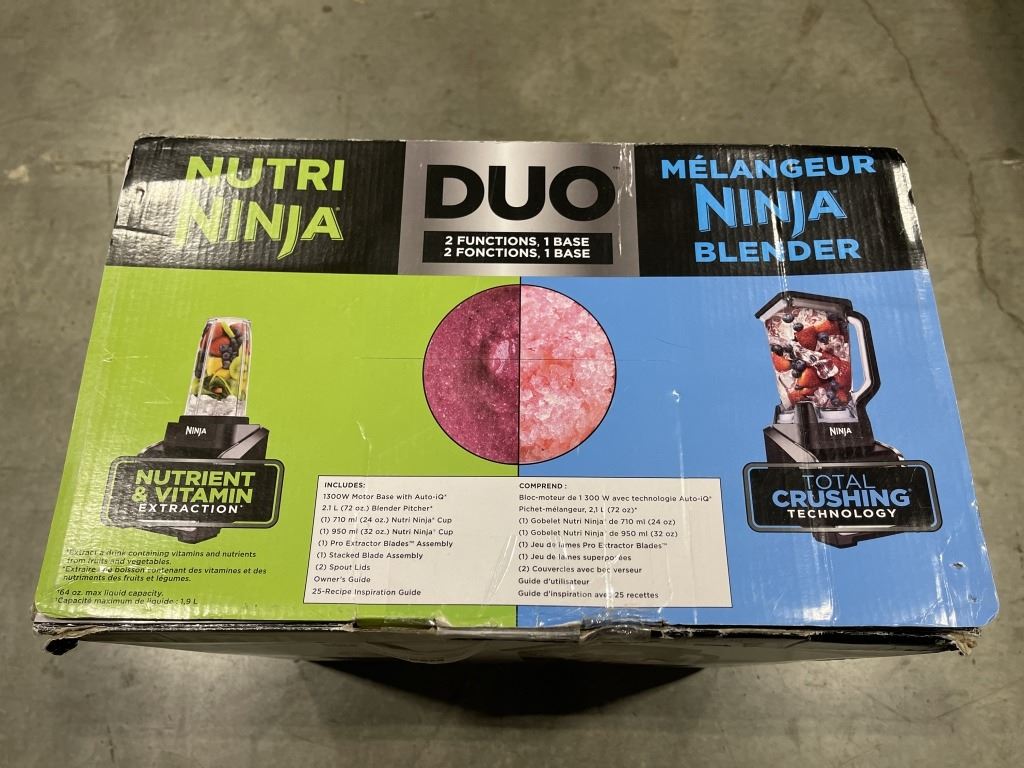 NUTRI
NINJA®
DUO™
2 FUNCTIONS, 1 BASE
2 FONCTIONS, 1 BASE
MÉLANGEUR
NINJA®
BLENDER
NINJA
NUTRIENT
& VITAMIN
EXTRACTION*
*Extract a drink containing vitamins and nutrients
from fruits and vegetables.
*Extraire une boisson contenant des vitamines et des
nutriments des fruits et légumes.
*64 oz. max liquid capacity.
*Capacité maximum de liquide : 1,9 L
INCLUDES:
1300W Motor Base with Auto-iQ®
2.1 L (72 oz.) Blender Pitcher*
(1) 710 ml (24 oz.) Nutri Ninja® Cup
(1) 950 ml (32 oz.) Nutri Ninja® Cup
(1) Pro Extractor Blades™ Assembly
(1) Stacked Blade Assembly
(2) Spout Lids
Owner's Guide
25-Recipe Inspiration Guide
COMPREND :
Bloc-moteur de 1 300 W avec technologie Auto-iQ®
Pichet-mélangeur, 2,1 L (72 oz)*
(1) Gobelet Nutri Ninja® de 710 ml (24 oz)
(1) Gobelet Nutri Ninja® de 950 ml (32 oz)
(1) Jeu de lames Pro Extractor Blades™
(1) Jeu de lames superposées
(2) Couvercles avec bec verseur
Guide d'utilisateur
Guide d'inspiration avec 25 recettes
NINJA
TOTAL
CRUSHING®
TECHNOLOGY